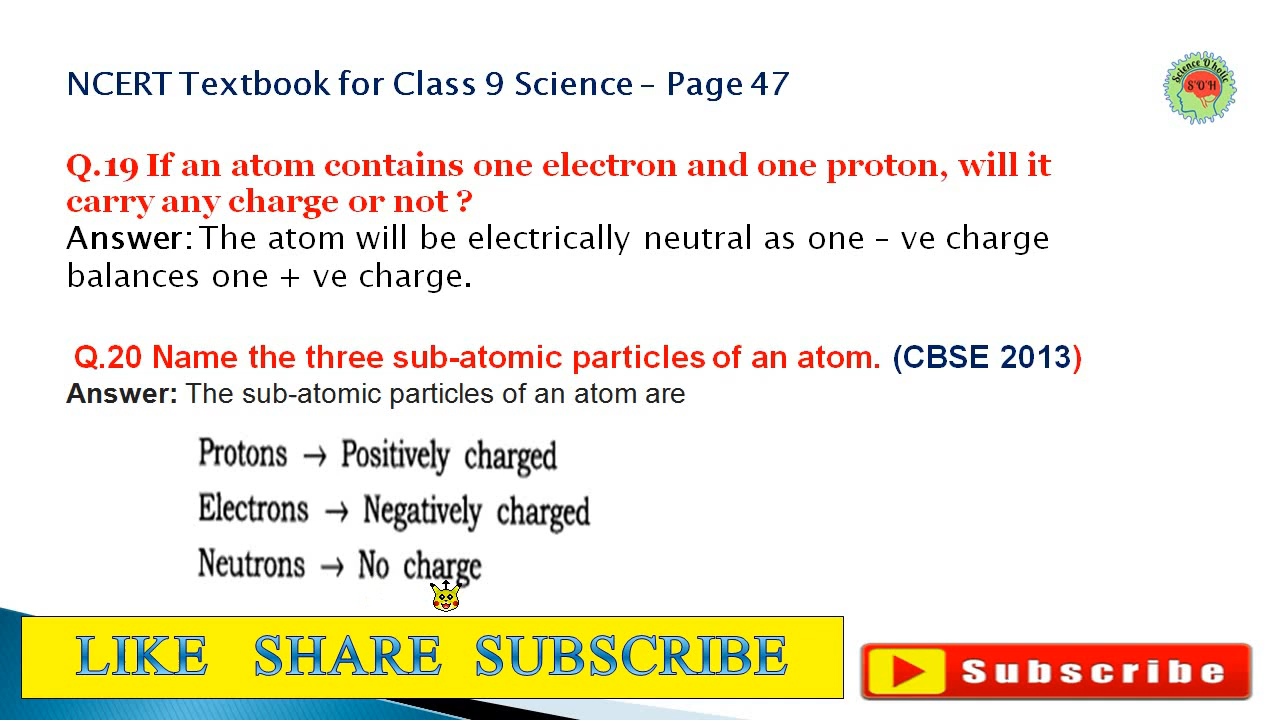 NCERT Textbook for Class 9 Science – Page 47
Science O'holic
S'O'H
Q.19 If an atom contains one electron and one proton, will it
carry any charge or not ?
Answer: The atom will be electrically neutral as one – ve charge
balances one + ve charge.
Q.20 Name the three sub-atomic particles of an atom. (CBSE 2013)
Answer: The sub-atomic particles of an atom are
Protons → Positively charged
Electrons → Negatively charged
Neutrons → No charge
LIKE SHARE SUBSCRIBE
Subscribe